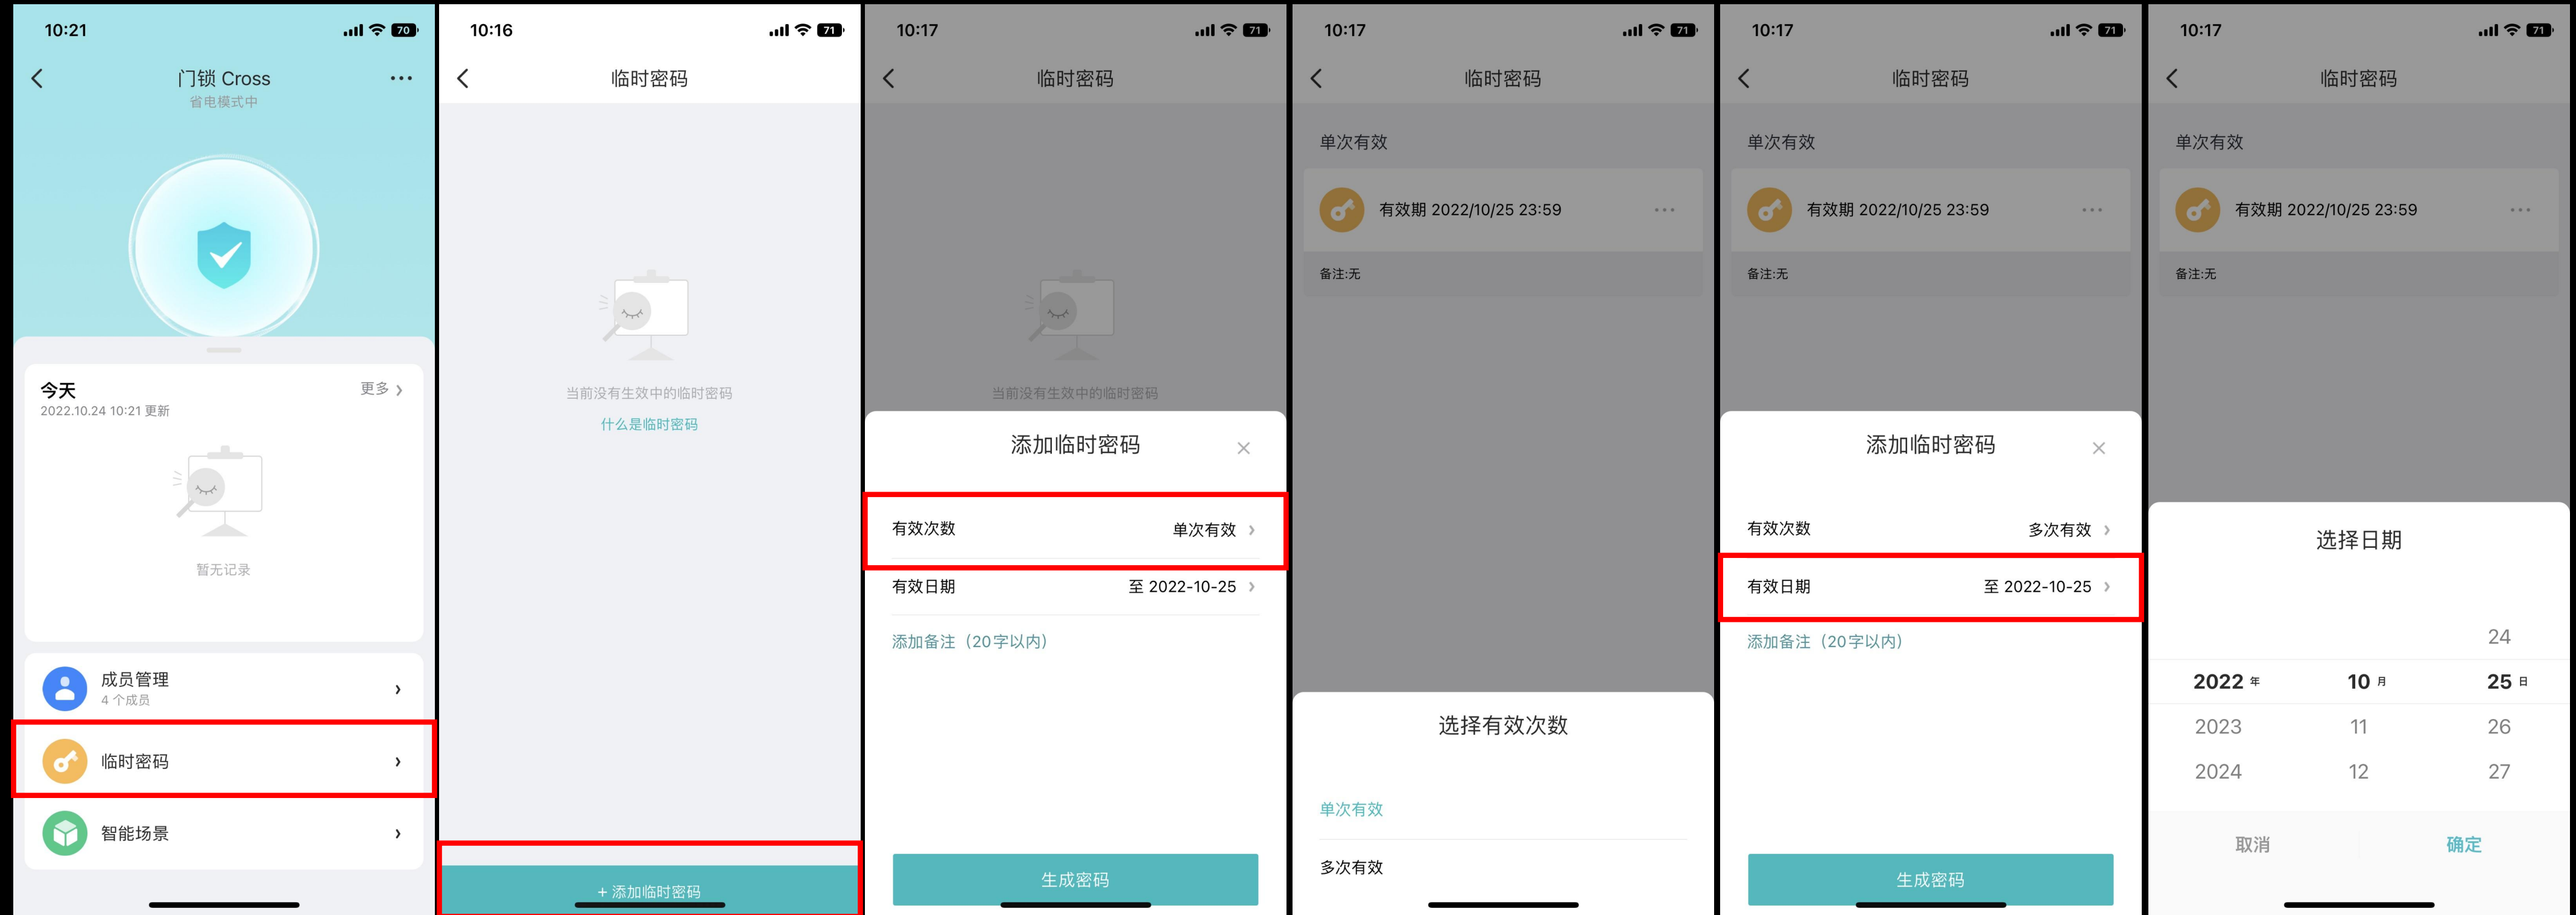 10:21
70
门锁 Cross
省电模式中
今天
更多
2022.10.24 10:21 更新
暂无记录
成员管理
4 个成员
临时密码
智能场景
10:16
71
临时密码
当前没有生效中的临时密码
什么是临时密码
+ 添加临时密码
10:17
71
临时密码
当前没有生效中的临时密码
添加临时密码
有效次数 单次有效
有效日期 至 2022-10-25
添加备注（20字以内）
生成密码
10:17
71
临时密码
单次有效
有效期 2022/10/25 23:59
备注:无
选择有效次数
单次有效
多次有效
10:17
71
临时密码
单次有效
有效期 2022/10/25 23:59
备注:无
添加临时密码
有效次数 多次有效
有效日期 至 2022-10-25
添加备注（20字以内）
生成密码
10:17
71
临时密码
单次有效
有效期 2022/10/25 23:59
备注:无
选择日期
24
2022 年 10 月 25 日
2023 11 26
2024 12 27
取消 确定